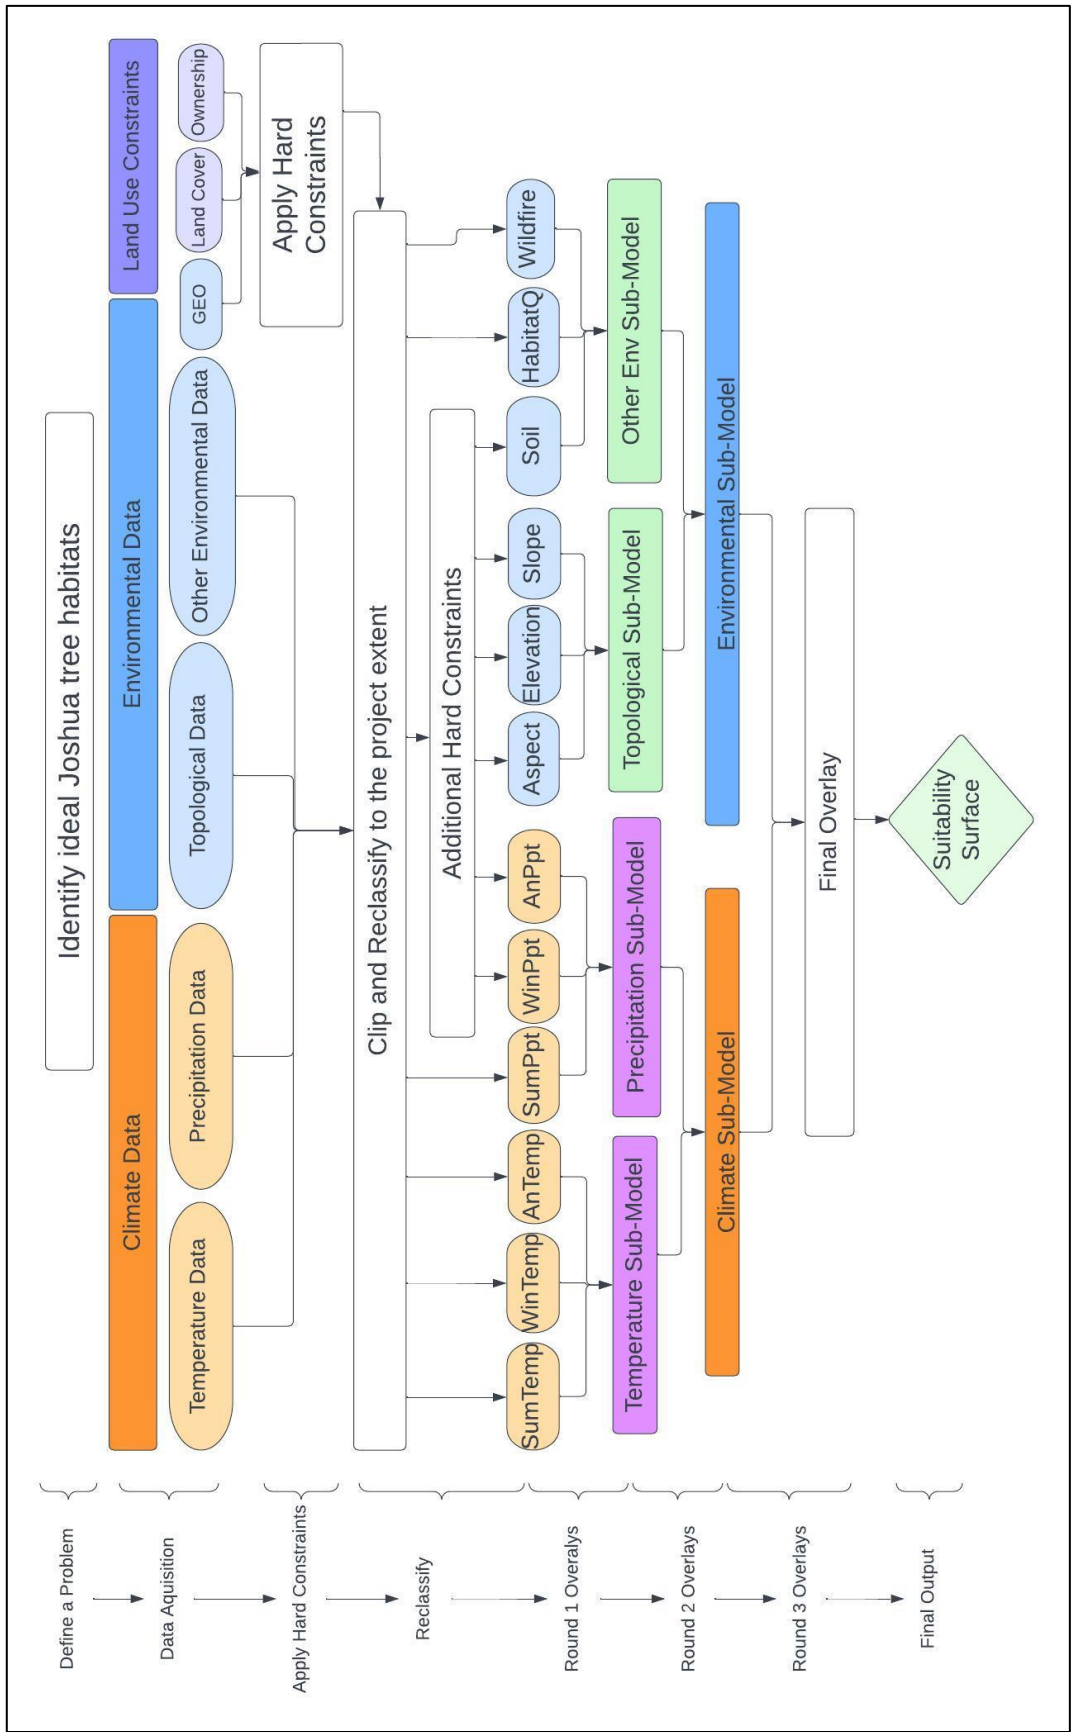 Define a Problem
Identify ideal Joshua tree habitats
Data Aquisition
Climate Data
Environmental Data
Land Use Constraints
Temperature Data
Precipitation Data
Topological Data
Other Environmental Data
GEO
Land Cover
Ownership
Apply Hard Constraints
Apply Hard
Constraints
Reclassify
Clip and Reclassify to the project extent
Additional Hard Constraints
SumTemp
WinTemp
AnTemp
SumPpt
WinPpt
AnPpt
Aspect
Elevation
Slope
Soil
HabitatQ
Wildfire
Round 1 Overalys
Temperature Sub-Model
Precipitation Sub-Model
Topological Sub-Model
Other Env Sub-Model
Round 2 Overlays
Climate Sub-Model
Environmental Sub-Model
Round 3 Overlays
Final Overlay
Final Output
Suitability
Surface